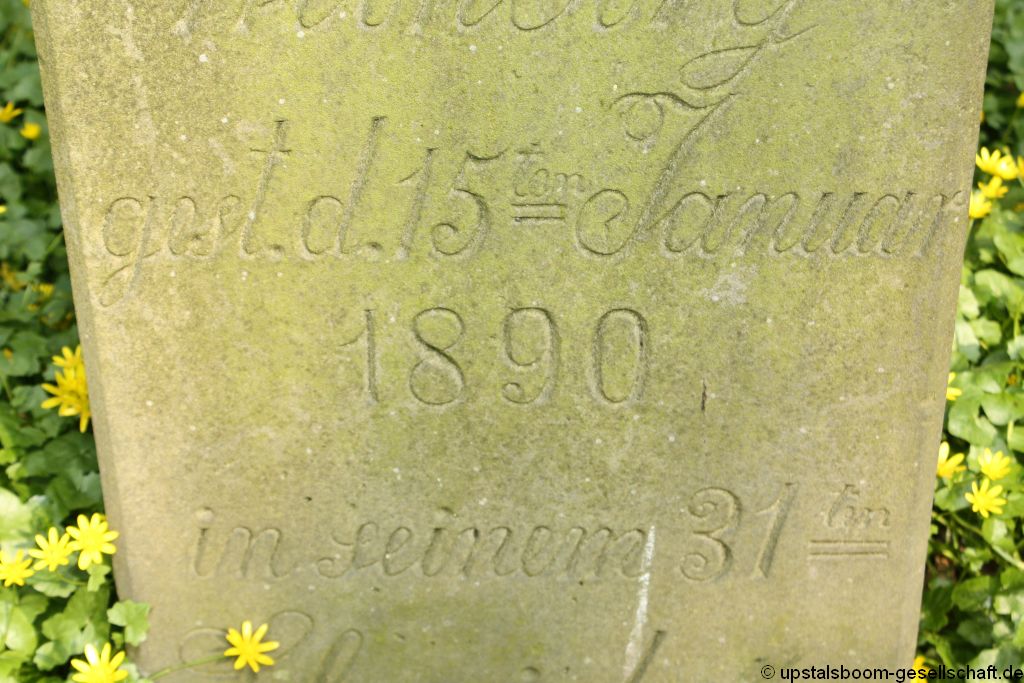 gest. d. 15ten Januar
1890
in seinem 31ten
© upstalsboom-gesellschaft.de